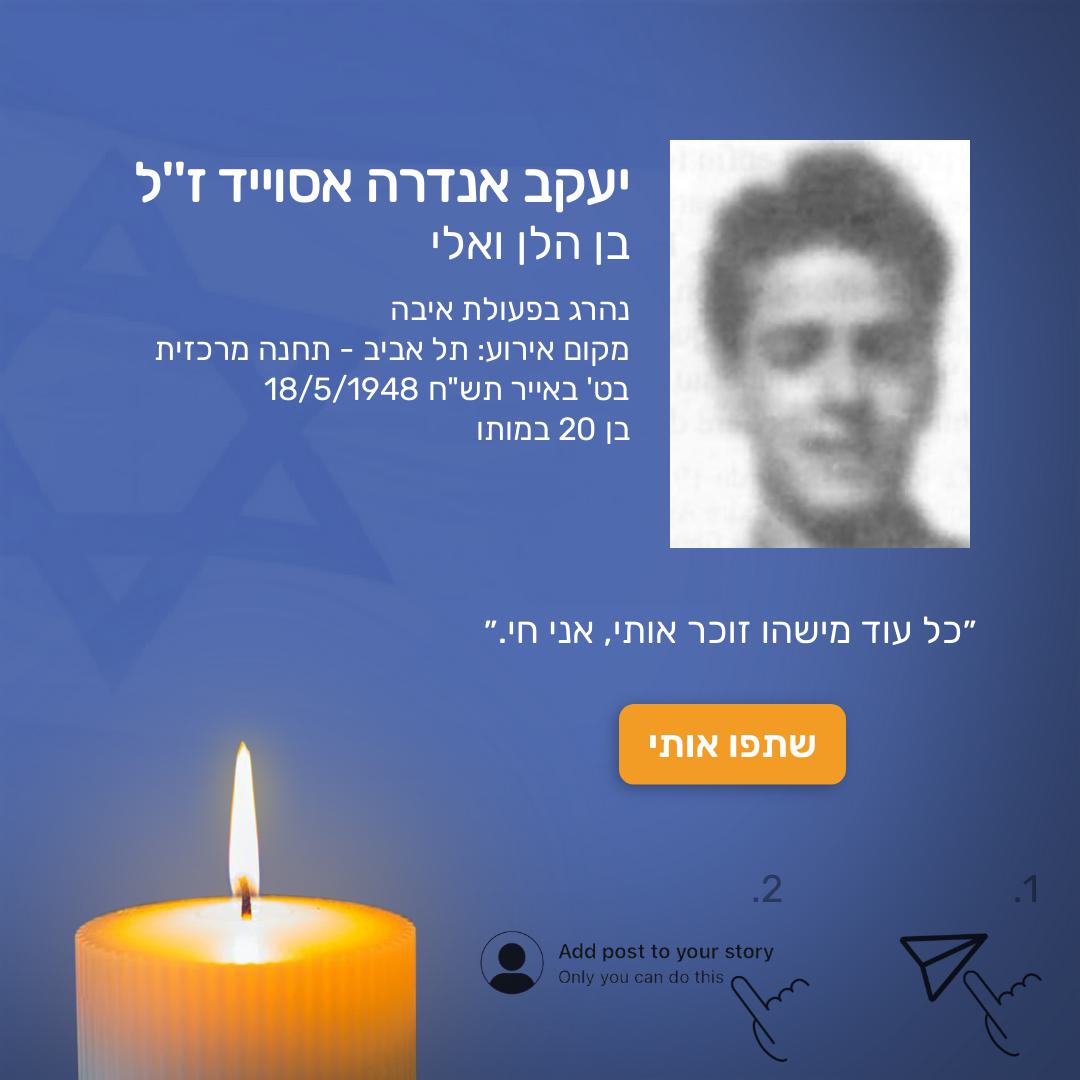 יעקב אנדרה אסוייד ז"ל
בן הלן ואלי
נהרג בפעולת איבה
מקום אירוע: תל אביב - תחנה מרכזית
בט' באייר תש"ח 18/5/1948
בן 20 במותו
״כל עוד מישהו זוכר אותי, אני חי.״
שתפו אותי
1.
2.
Add post to your story
Only you can do this